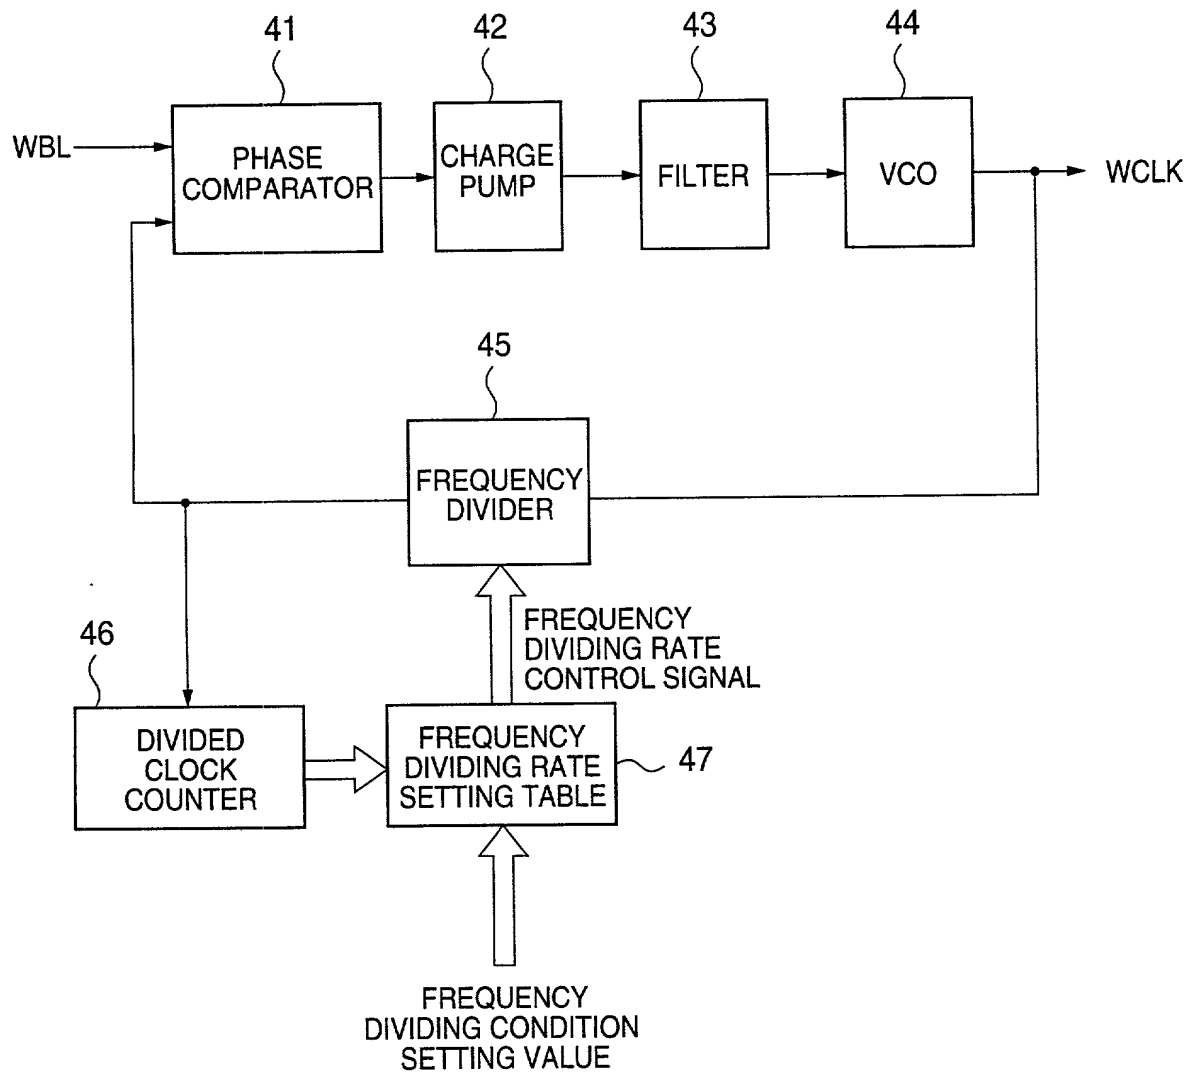 41
42
43
44
WBL
PHASE
COMPARATOR
CHARGE
PUMP
FILTER
VCO
WCLK
45
FREQUENCY
DIVIDER
FREQUENCY
DIVIDING RATE
CONTROL SIGNAL
46
DIVIDED
CLOCK
COUNTER
FREQUENCY
DIVIDING RATE
SETTING TABLE
47
FREQUENCY
DIVIDING CONDITION
SETTING VALUE